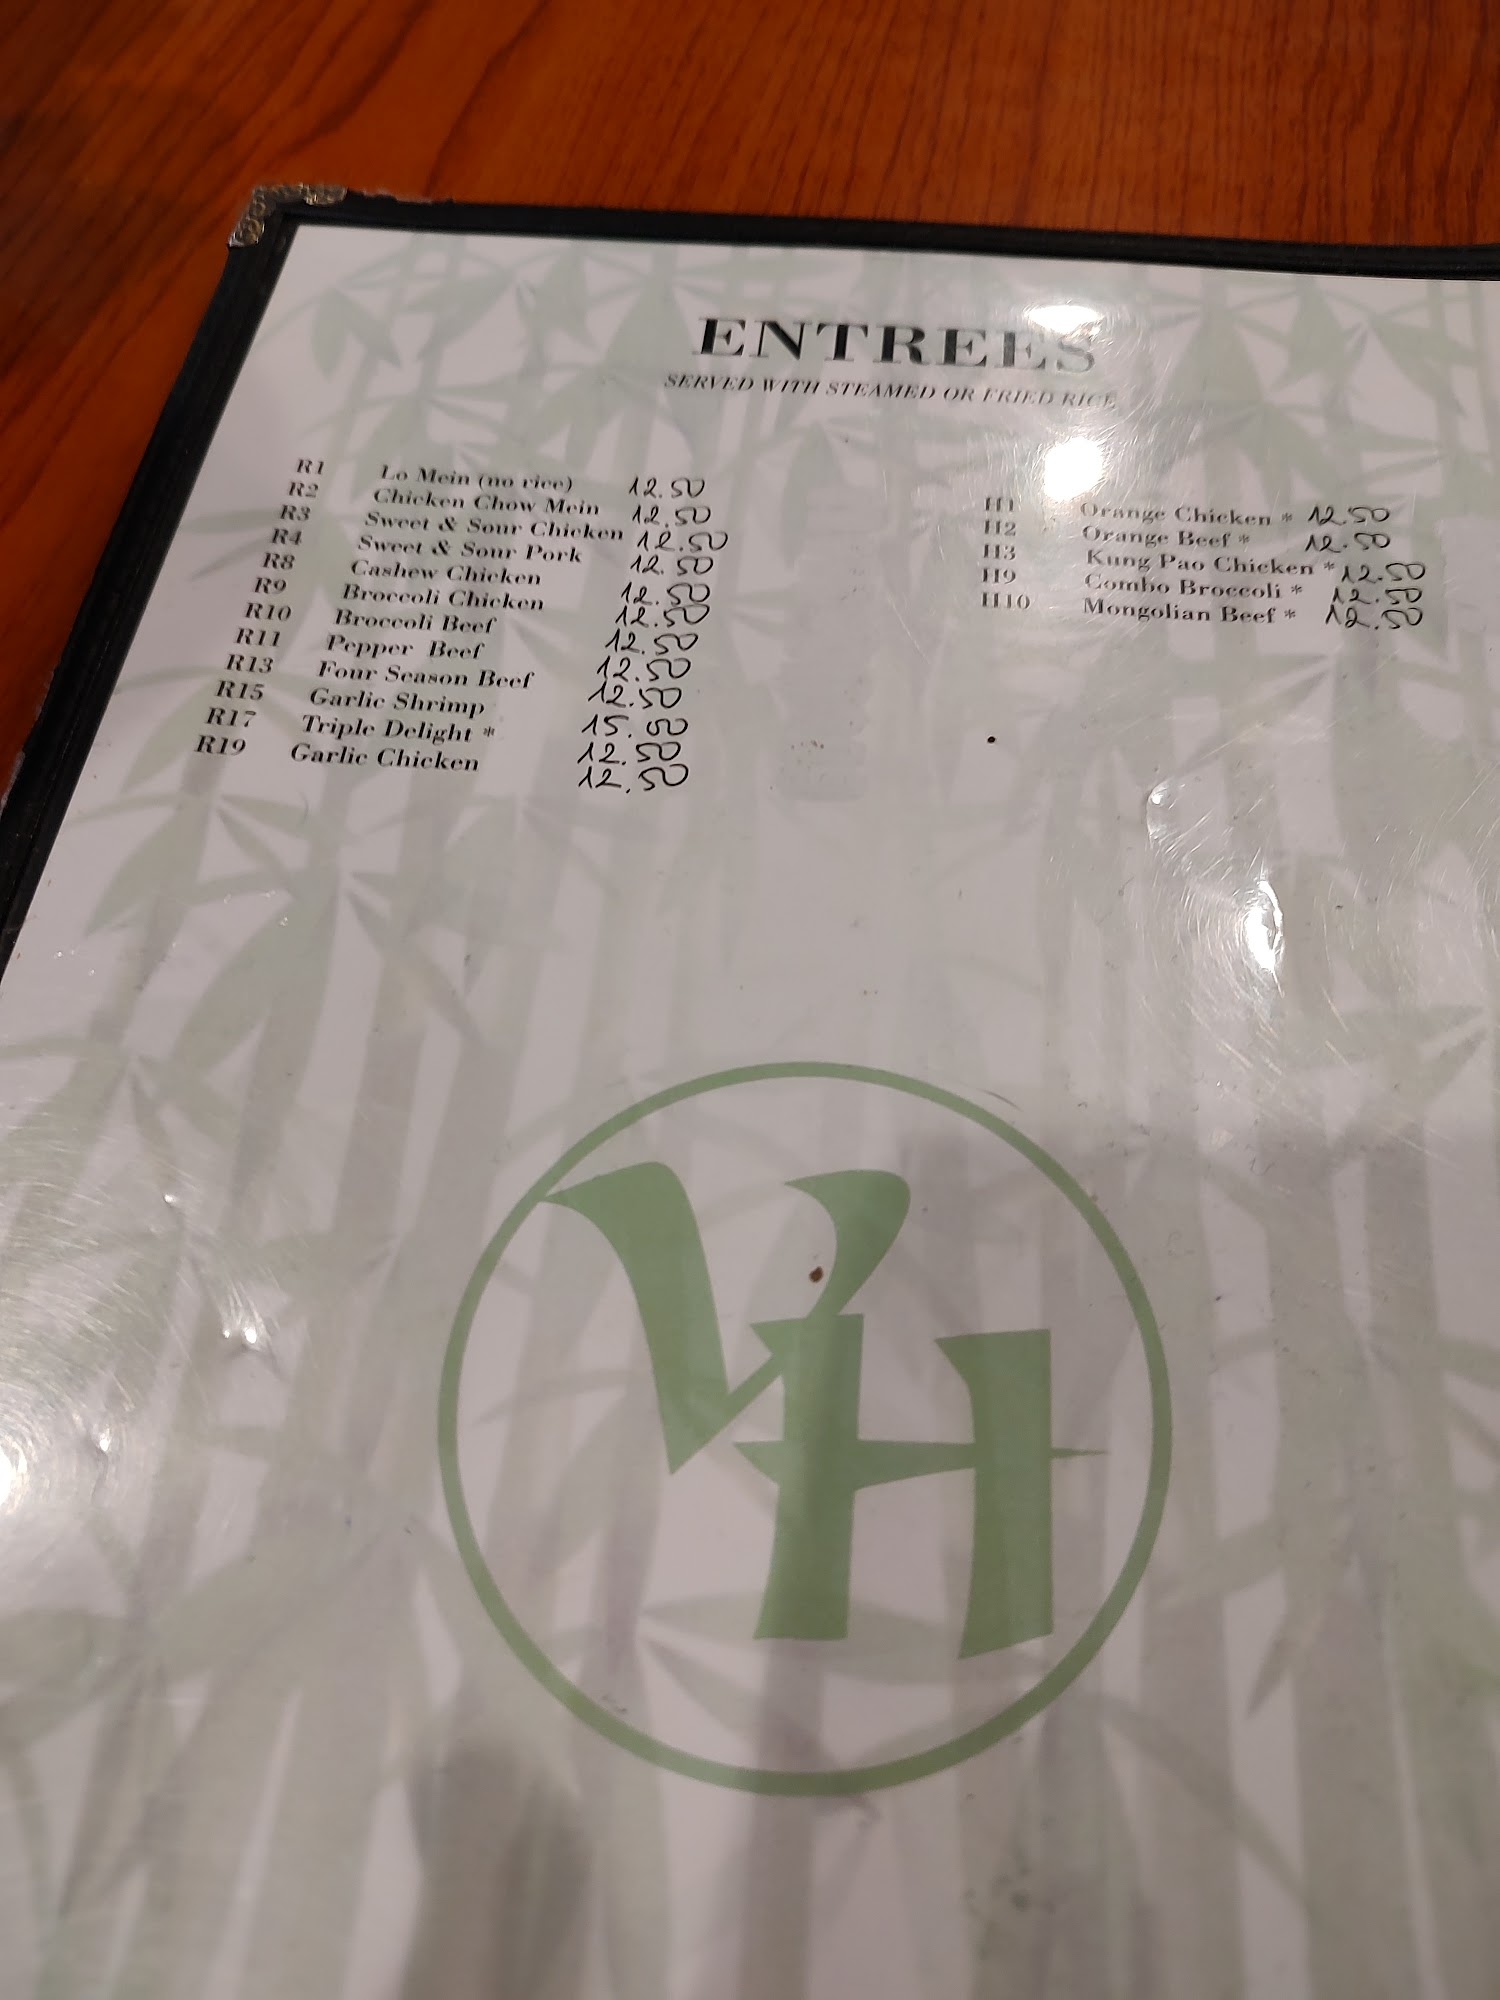 ENTREES
SERVED WITH STEAMED OR FRIED RICE
R1 Lo Mein (no rice) 12.50
R2 Chicken Chow Mein 12.50
R3 Sweet & Sour Chicken 12.50
R4 Sweet & Sour Pork 12.50
R8 Cashew Chicken 12.50
R9 Broccoli Chicken 12.50
R10 Broccoli Beef 12.50
R11 Pepper Beef 12.50
R13 Four Season Beef 12.50
R15 Garlic Shrimp 15.00
R17 Triple Delight * 12.50
R19 Garlic Chicken 12.50
H1 Orange Chicken * 12.50
H2 Orange Beef * 12.50
H3 Kung Pao Chicken * 12.50
H9 Combo Broccoli * 12.50
H10 Mongolian Beef * 12.50
VH